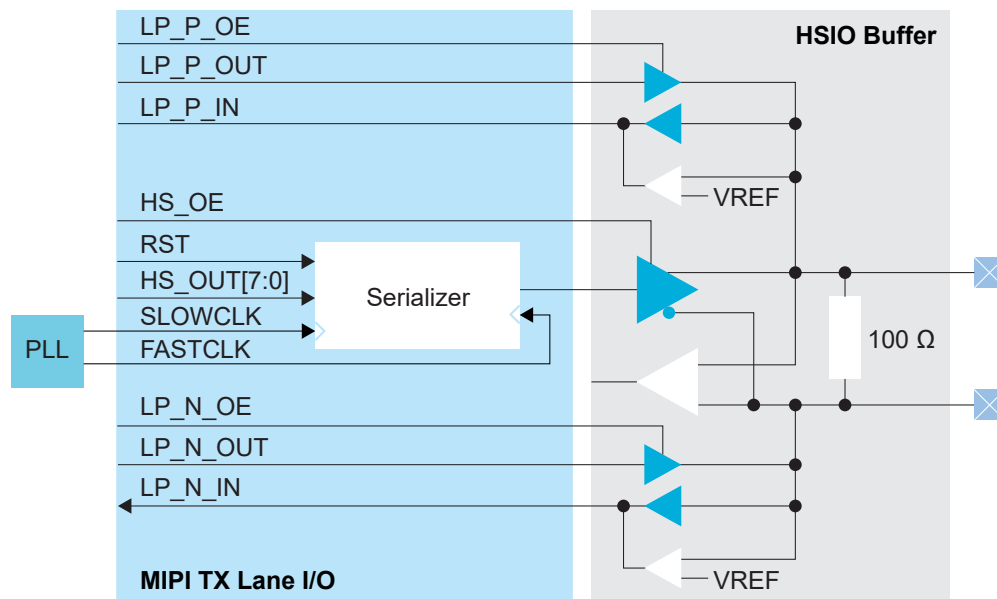 LP_P_OE
HSIO Buffer
LP_P_OUT
LP_P_IN
VREF
HS_OE
RST
HS_OUT[7:0]
Serializer
SLOWCLK
PLL
FASTCLK
100 Ω
LP_N_OE
LP_N_OUT
LP_N_IN
MIPI TX Lane I/O
VREF